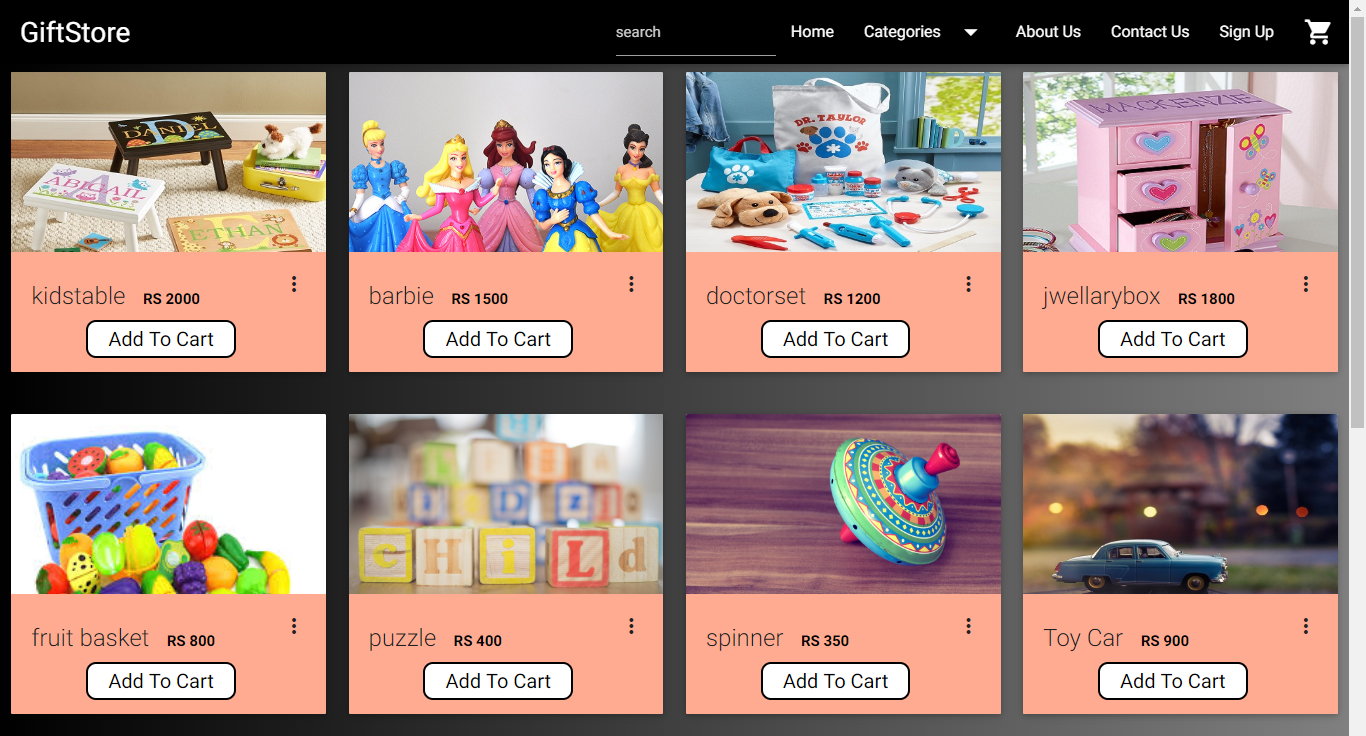 GiftStore
search
Home
Categories
About Us
Contact Us
Sign Up
DANIEL
D
ABIGAIL
A
ETHAN
E
DR. TAYLOR
MACKENZIE
kidstable RS 2000
Add To Cart
barbie RS 1500
Add To Cart
doctorset RS 1200
Add To Cart
jwellarybox RS 1800
Add To Cart
cHiLd
fruit basket RS 800
Add To Cart
puzzle RS 400
Add To Cart
spinner RS 350
Add To Cart
Toy Car RS 900
Add To Cart